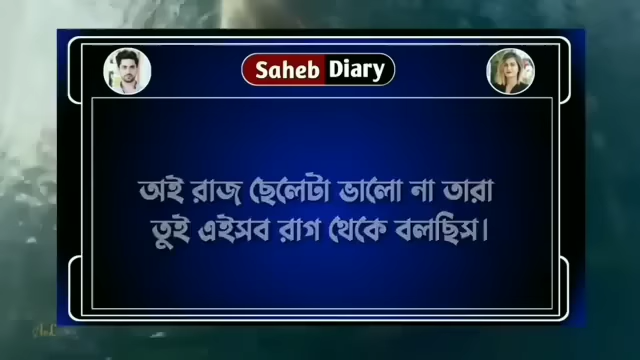 Saheb Diary
অই রাজ ছেলেটা ভালো না তারা
তুই এইসব রাগ থেকে বলছিস।